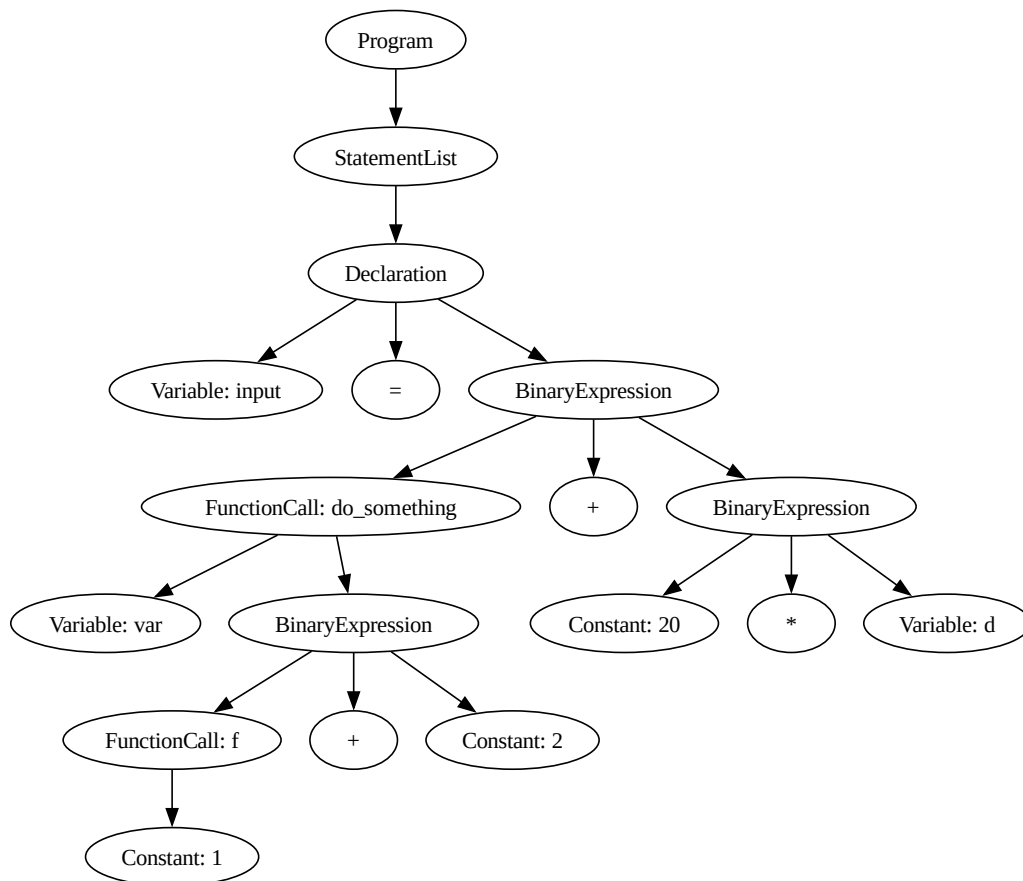 Program
StatementList
Declaration
Variable: input
=
BinaryExpression
FunctionCall: do_something
+
BinaryExpression
Variable: var
BinaryExpression
Constant: 20
*
Variable: d
FunctionCall: f
+
Constant: 2
Constant: 1